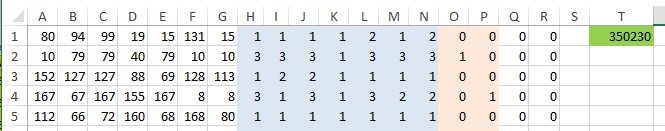 A B C D E F G H I J K L M N O P Q R S T
1 80 94 99 19 15 131 15 1 1 1 1 2 1 2 0 0 0 0 350230
2 10 79 79 40 79 10 10 3 3 3 1 3 3 3 1 0 0 0
3 152 127 127 88 69 128 113 1 2 2 1 1 1 1 0 0 0 0
4 167 67 167 155 167 8 8 3 1 3 1 3 2 2 0 1 0 0
5 112 66 72 160 68 168 80 1 1 1 1 1 1 1 0 0 0 0